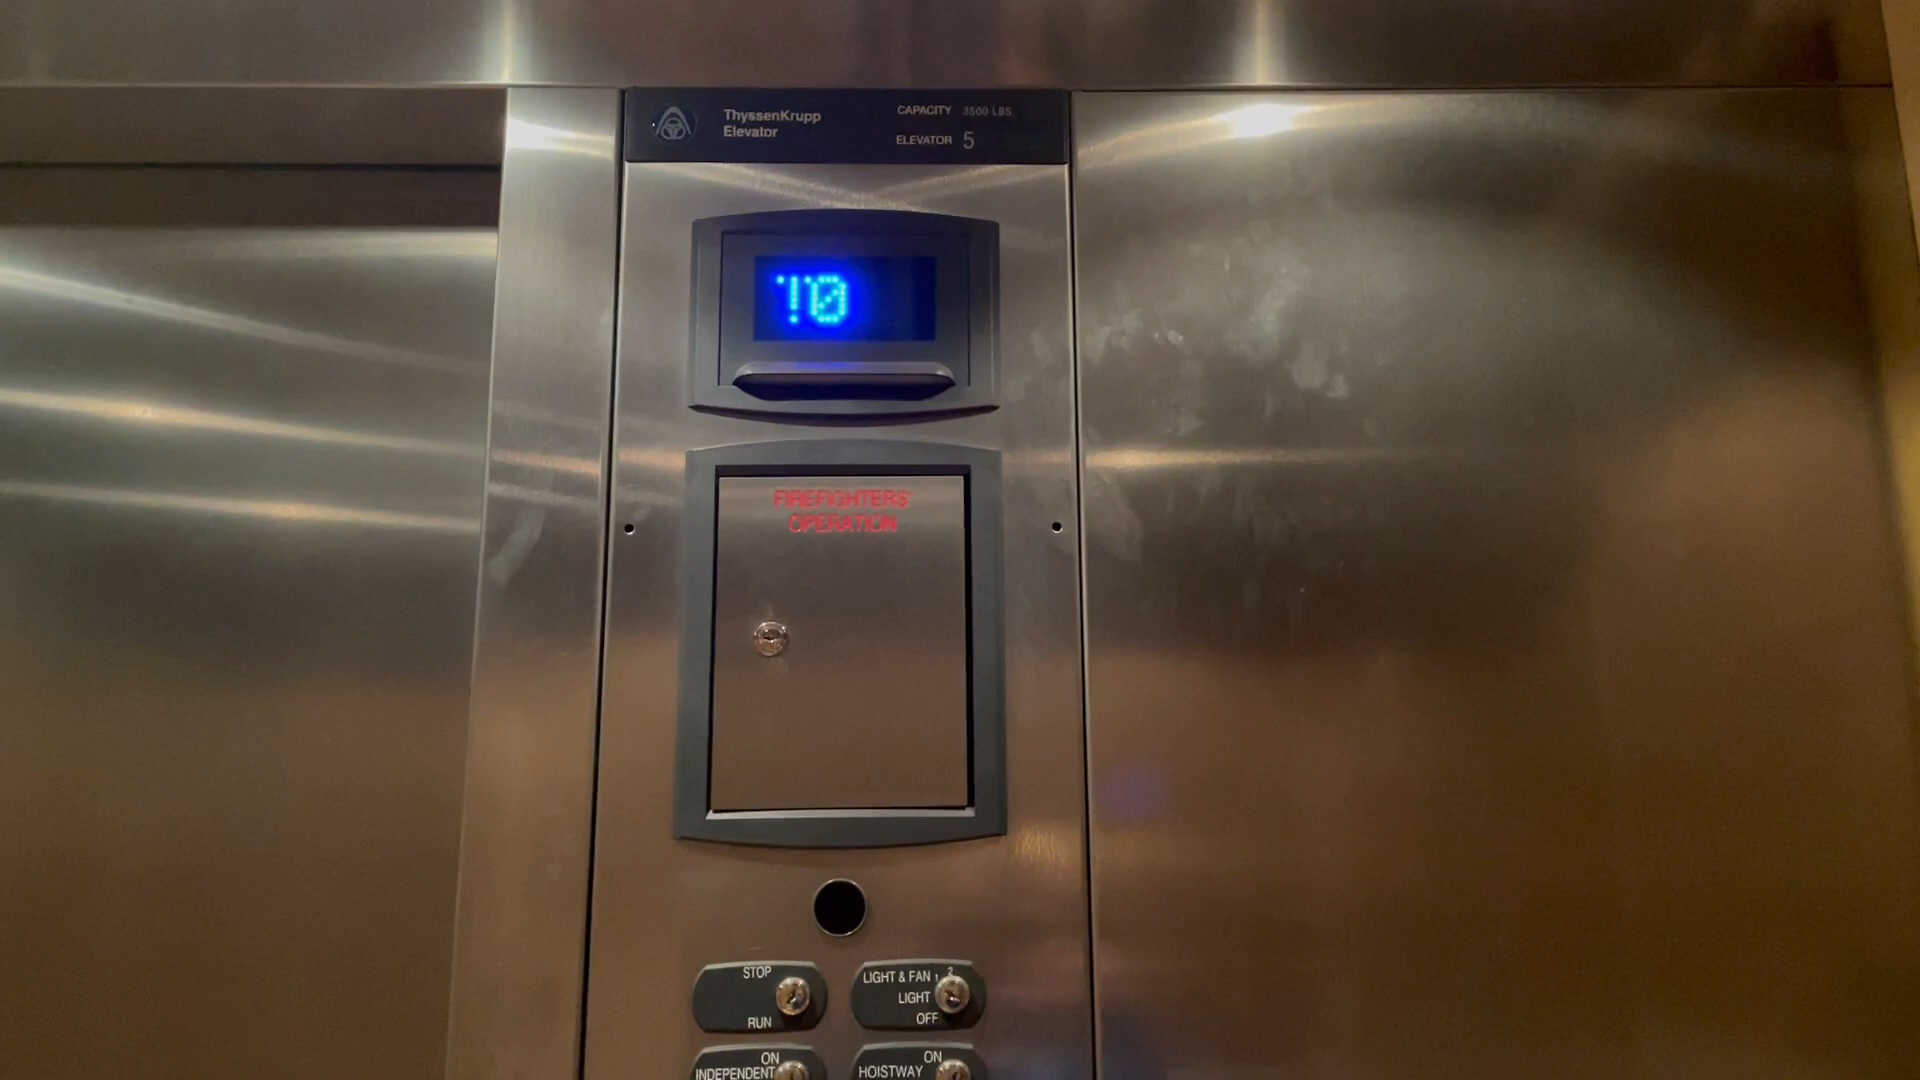 ThyssenKrupp
Elevator
CAPACITY 3500 LBS.
ELEVATOR 5
10
FIREFIGHTERS'
OPERATION
STOP
RUN
LIGHT & FAN 1 2
LIGHT
OFF
ON
INDEPENDENT
ON
HOISTWAY